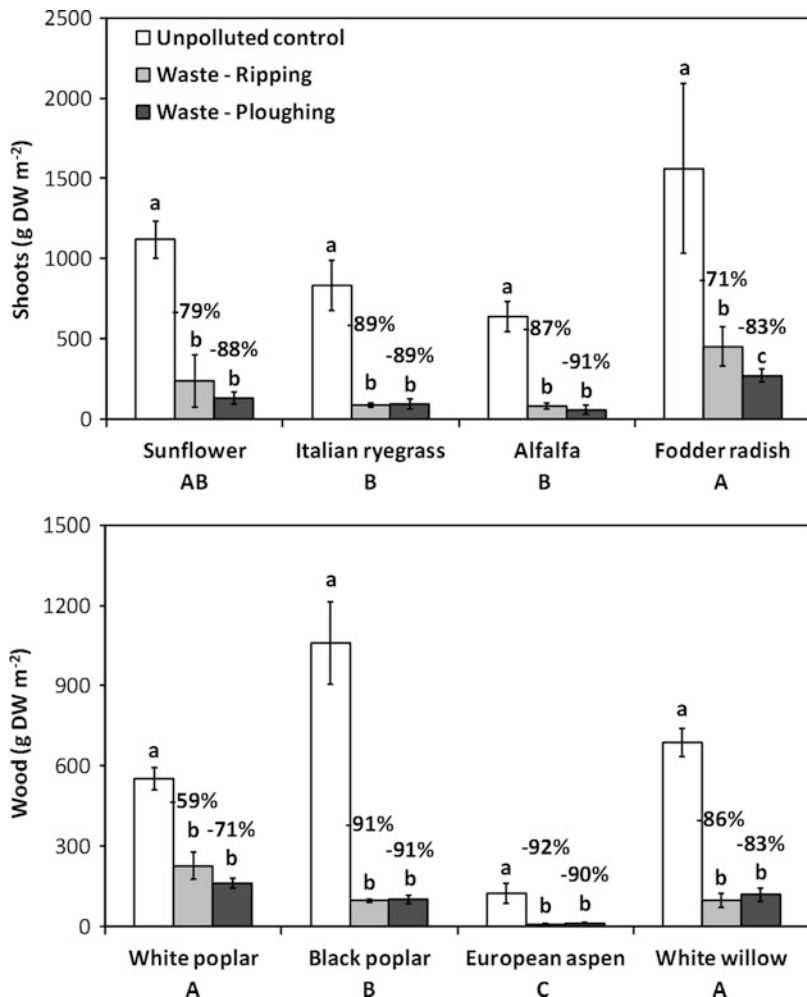 2500
2000
1500
1000
500
0
Shoots (g DW m⁻²)
Unpolluted control
Waste - Ripping
Waste - Ploughing
a
-79%
b
-88%
b
a
-89%
b
-89%
b
a
-87%
b
-91%
b
a
-71%
b
-83%
c
Sunflower Italian ryegrass Alfalfa Fodder radish
AB B B A
1500
1200
900
600
300
0
Wood (g DW m⁻²)
a
-59%
b
-71%
b
a
-91%
b
-91%
b
a
-92%
b
-90%
b
a
-86%
b
-83%
b
White poplar Black poplar European aspen White willow
A B C A